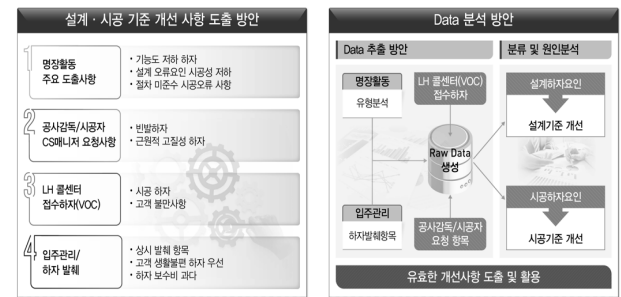 설계 · 시공 기준 개선 사항 도출 방안
1
명장활동
주요 도출사항
• 기능도 저하 하자
• 설계 오류요인 시공성 저하
• 절차 미준수 시공오류 사항
2
공사감독/시공자
CS매니저 요청사항
• 빈발하자
• 근원적 고질성 하자
3
LH 콜센터
접수하자(VOC)
• 시공 하자
• 고객 불만사항
4
입주관리/
하자 발췌
• 상시 발췌 항목
• 고객 생활불편 하자 우선
• 하자 보수비 과다
Data 분석 방안
Data 추출 방안
명장활동
유형분석
LH 콜센터(VOC)
접수하자
Raw Data
생성
입주관리
하자발췌항목
공사감독/시공자
요청 항목
분류 및 원인분석
설계하자요인
설계기준 개선
시공하자요인
시공기준 개선
유효한 개선사항 도출 및 활용